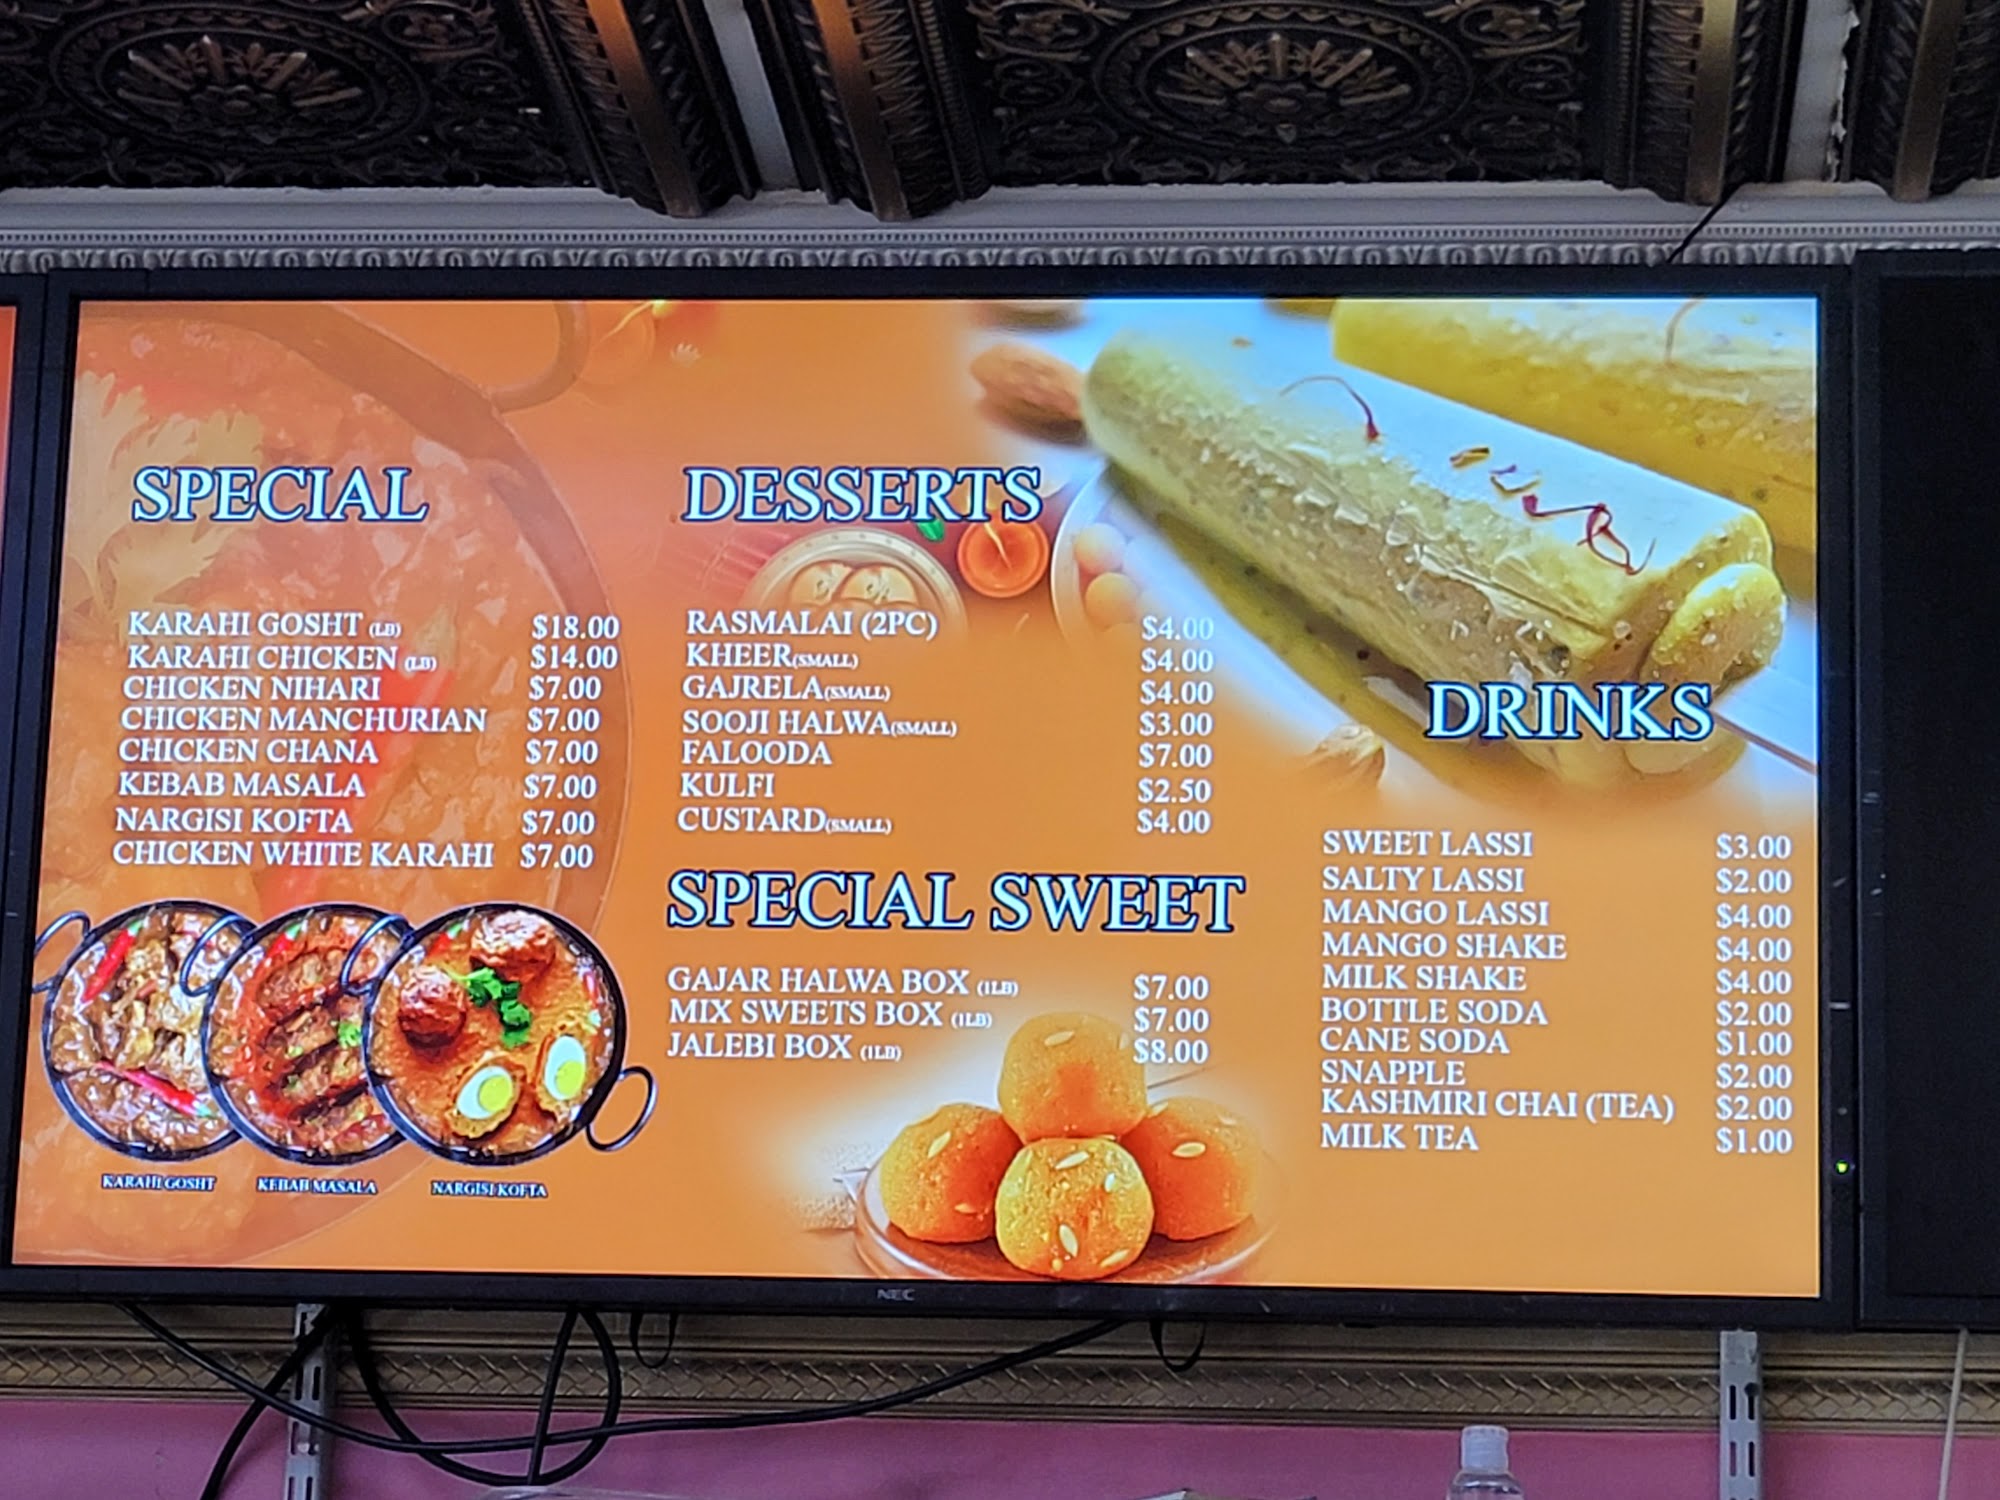 SPECIAL
KARAHI GOSHT (LB) $18.00
KARAHI CHICKEN (LB) $14.00
CHICKEN NIHARI $7.00
CHICKEN MANCHURIAN $7.00
CHICKEN CHANA $7.00
KEBAB MASALA $7.00
NARGISI KOFTA $7.00
CHICKEN WHITE KARAHI $7.00
KARAHI GOSHT
KEBAB MASALA
NARGISI KOFTA
DESSERTS
RASMALAI (2PC) $4.00
KHEER(SMALL) $4.00
GAJRELA(SMALL) $4.00
SOOJI HALWA(SMALL) $3.00
FALOODA $7.00
KULFI $2.50
CUSTARD(SMALL) $4.00
SPECIAL SWEET
GAJAR HALWA BOX (1LB) $7.00
MIX SWEETS BOX (1LB) $7.00
JALEBI BOX (1LB) $8.00
DRINKS
SWEET LASSI $3.00
SALTY LASSI $2.00
MANGO LASSI $4.00
MANGO SHAKE $4.00
MILK SHAKE $4.00
BOTTLE SODA $2.00
CANE SODA $1.00
SNAPPLE $2.00
KASHMIRI CHAI (TEA) $2.00
MILK TEA $1.00
NEC